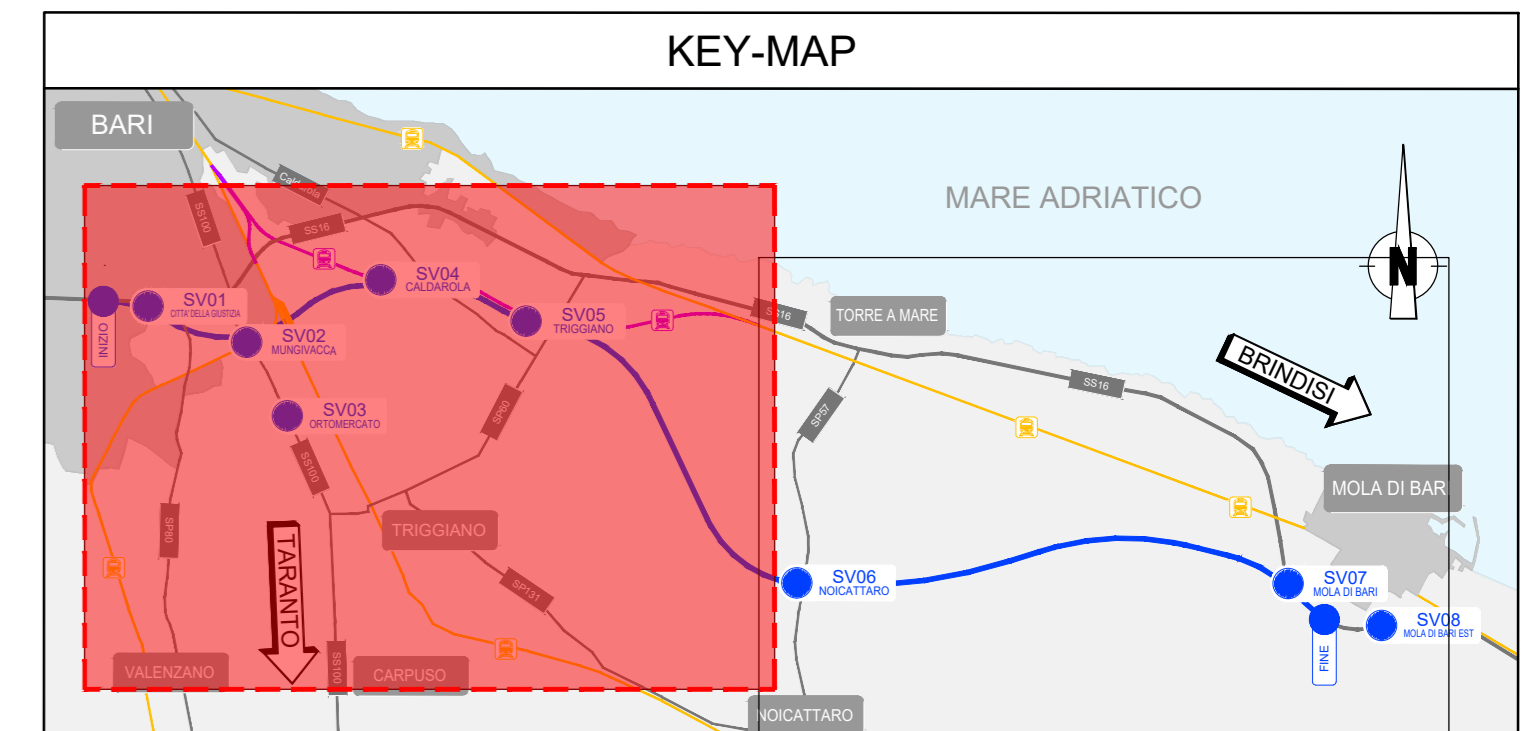 KEY-MAP
BARI
MARE ADRIATICO
N
Caldarola
SS100
SS16
SV04
CALDAROLA
SV01
CITTA' DELLA GIUSTIZIA
SV05
TRIGGIANO
SS16
TORRE A MARE
INIZIO
SV02
MUNGIVACCA
BRINDISI
SS16
SV03
ORTOMERCATO
SP60
SP57
SS100
MOLA DI BARI
SP80
TARANTO
TRIGGIANO
SP131
SV06
NOICATTARO
SV07
MOLA DI BARI
SV08
MOLA DI BARI EST
FINE
VALENZANO
SS100
CARPUSO
NOICATTARO